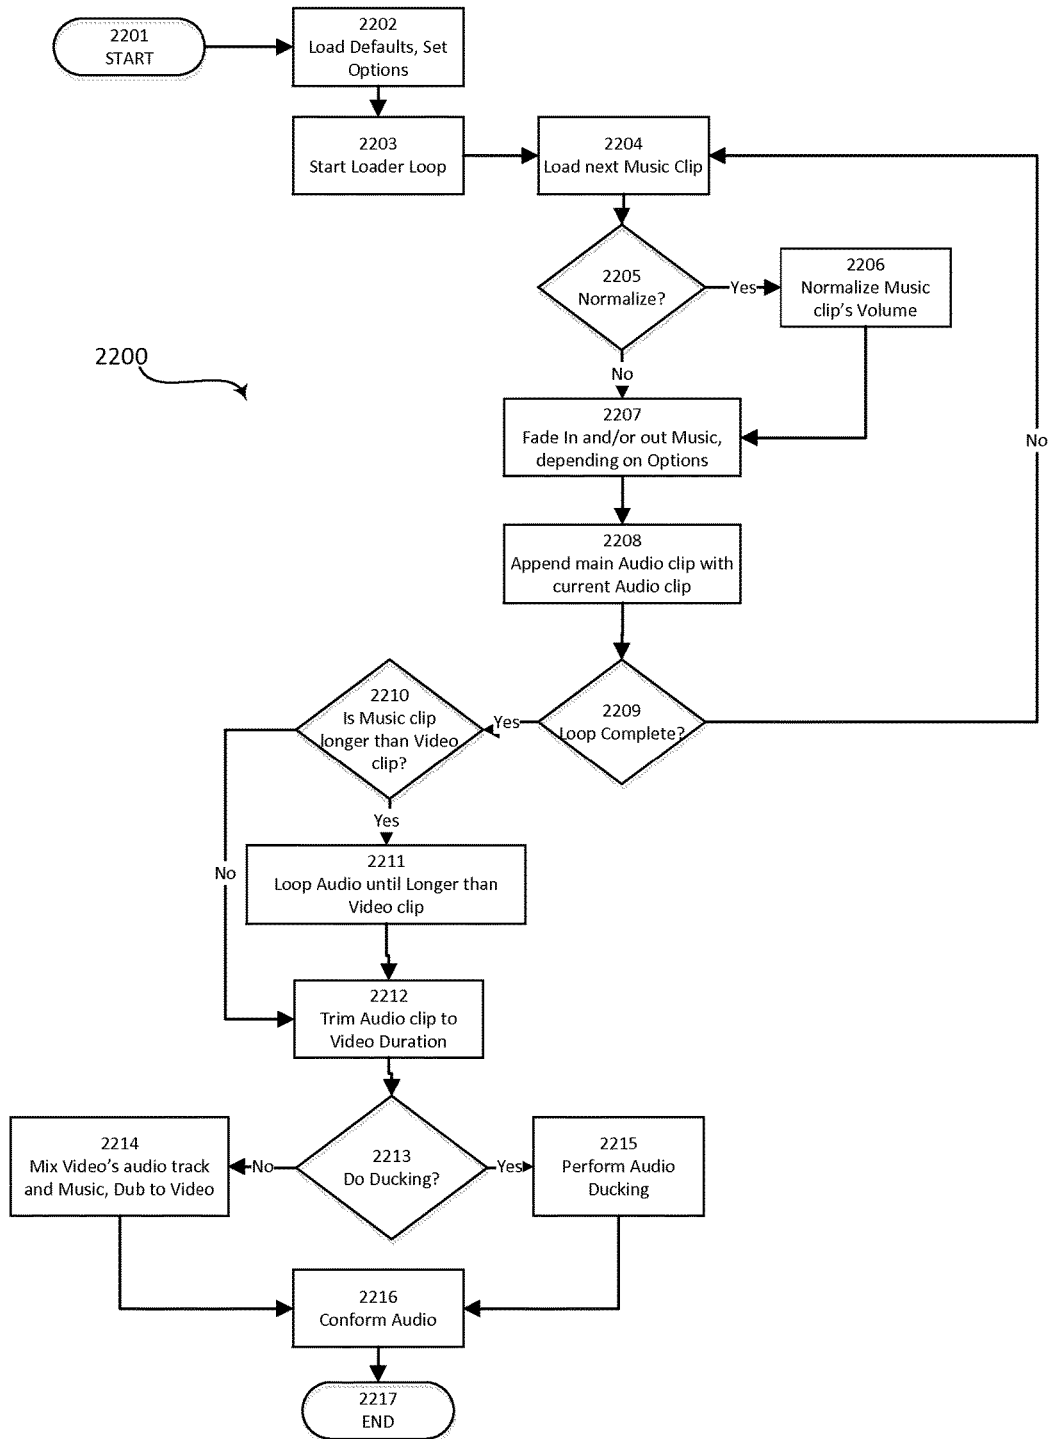 2201
START
2202
Load Defaults, Set
Options
2203
Start Loader Loop
2204
Load next Music Clip
2205
Normalize?
Yes
2206
Normalize Music
clip's Volume
No
2200
2207
Fade In and/or out Music,
depending on Options
No
2208
Append main Audio clip with
current Audio clip
2209
Loop Complete?
Yes
2210
Is Music clip
longer than Video
clip?
Yes
No
2211
Loop Audio until Longer than
Video clip
2212
Trim Audio clip to
Video Duration
2213
Do Ducking?
No
Yes
2214
Mix Video's audio track
and Music, Dub to Video
2215
Perform Audio
Ducking
2216
Conform Audio
2217
END